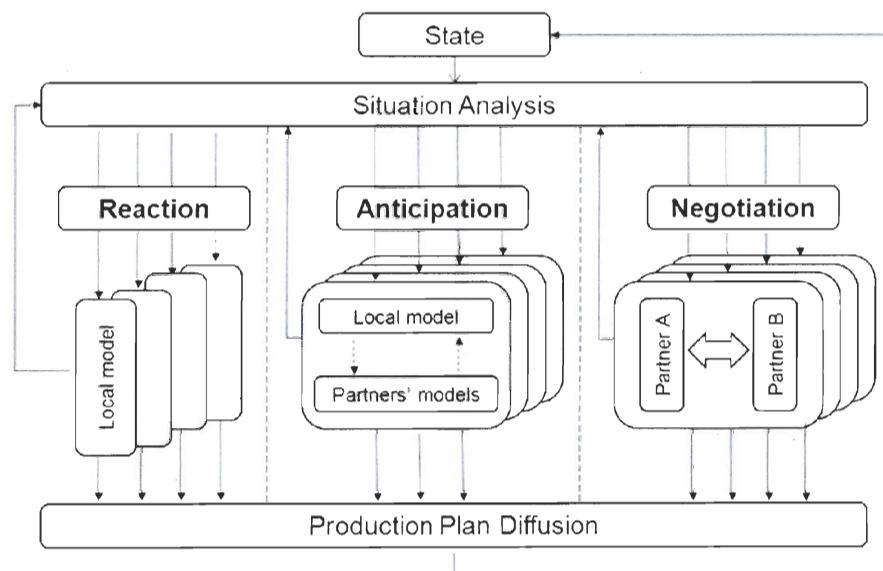 State
Situation Analysis
Reaction
Anticipation
Negotiation
Local model
Local model
Partners' models
Partner A
Partner B
Production Plan Diffusion